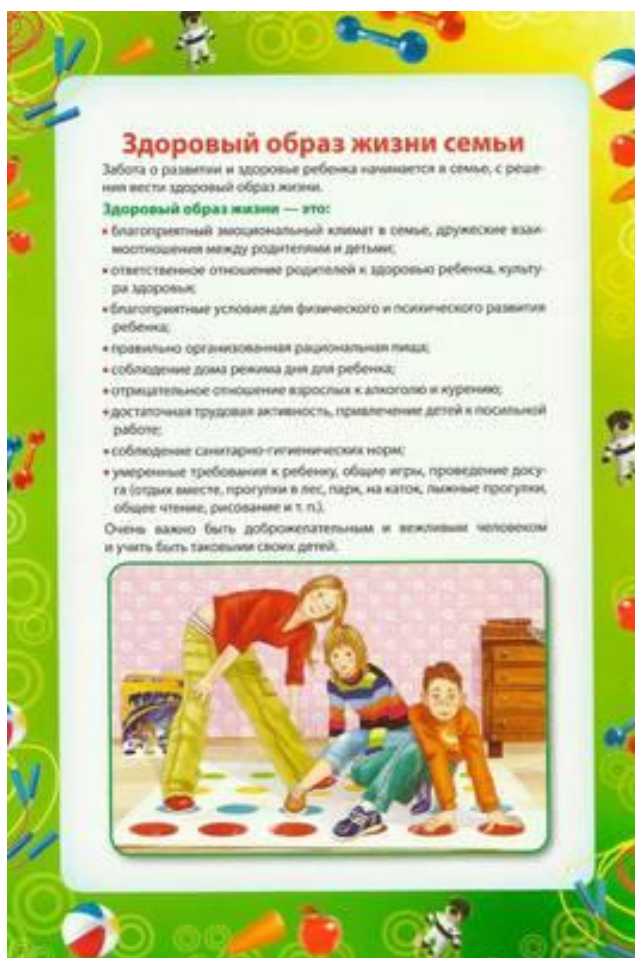 Здоровый образ жизни семьи
Забота о развитии и здоровье ребенка начинается в семье, с реше-
ния вести здоровый образ жизни.
Здоровый образ жизни — это:
• благоприятный эмоциональный климат в семье, дружеские взаи-
моотношения между родителями и детьми;
• ответственное отношение родителей к здоровью ребенка, культу-
ра здоровья;
• благоприятные условия для физического и психического развития
ребенка;
• правильно организованная рациональная пища;
• соблюдение дома режима дня для ребенка;
• отрицательное отношение взрослых к алкоголю и курению;
• достаточная трудовая активность, привлечение детей к посильной
работе;
• соблюдение санитарно-гигиенических норм;
• умеренные требования к ребенку, общие игры, проведение досу-
га (отдых вместе, прогулки в лес, парк, на каток, лыжные прогулки,
общее чтение, рисование и т. п.).
Очень важно быть доброжелательным и вежливым человеком
и учить быть таковыми своих детей.